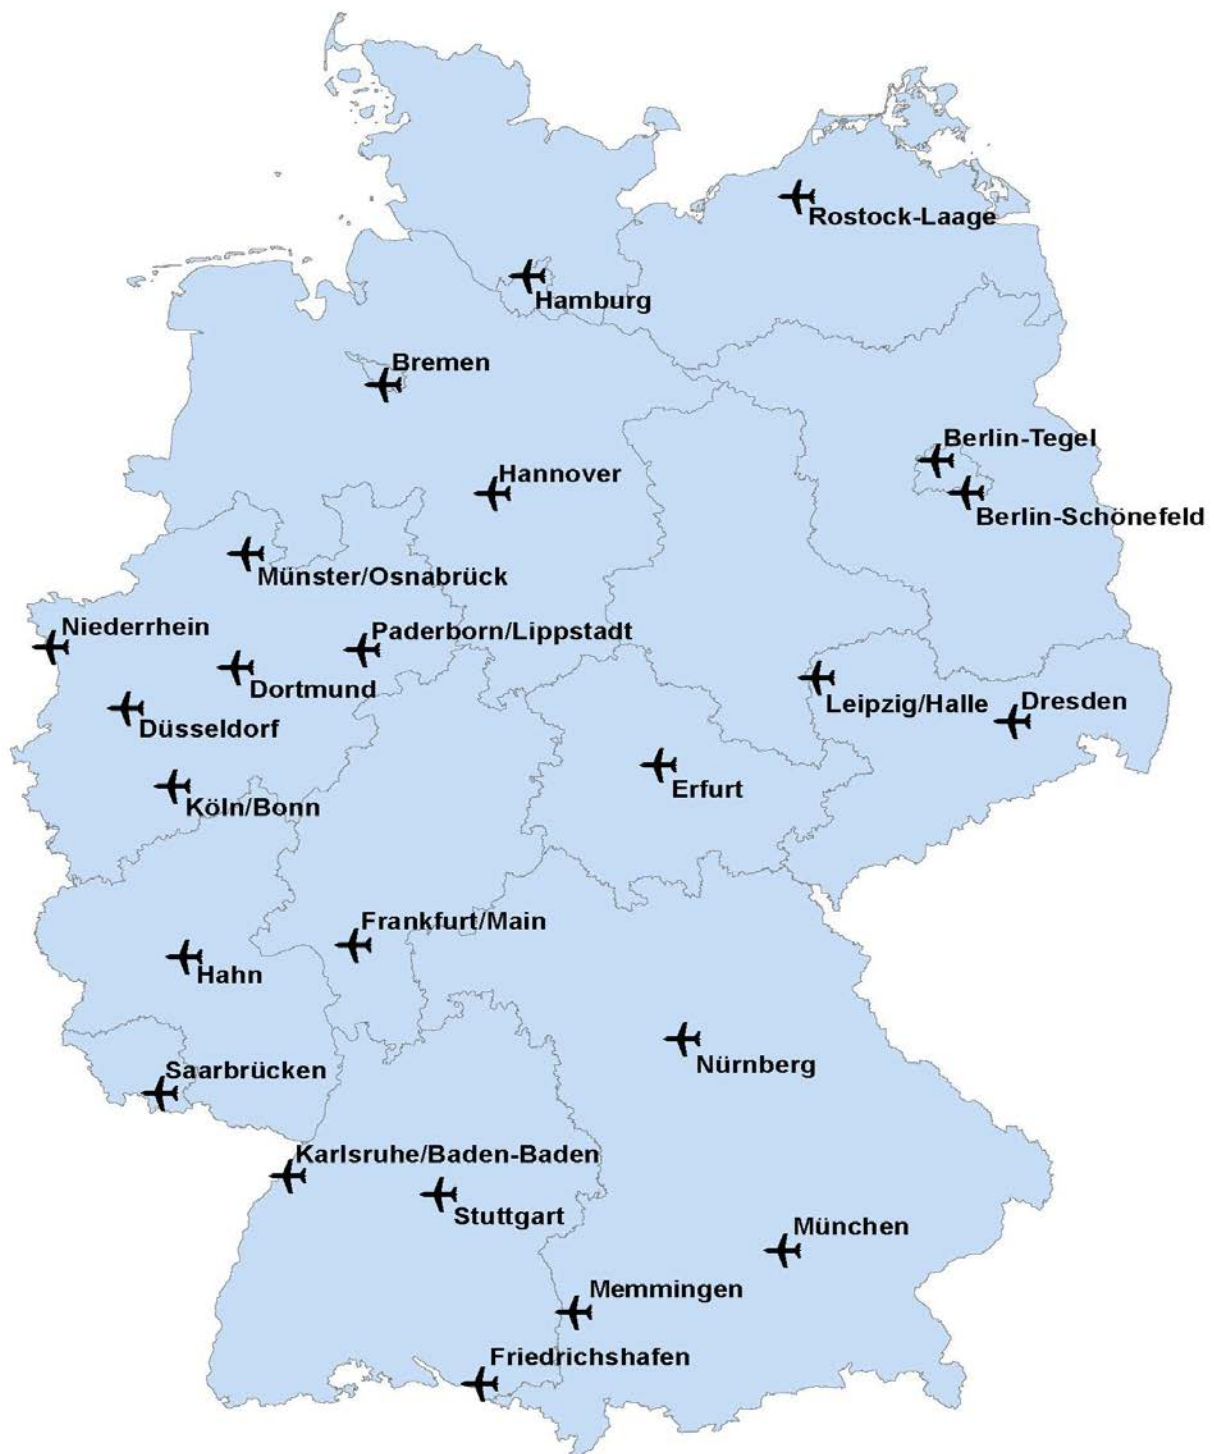 Rostock-Laage
Hamburg
Bremen
Berlin-Tegel
Hannover
Berlin-Schönefeld
Münster/Osnabrück
Niederrhein
Paderborn/Lippstadt
Dortmund
Leipzig/Halle
Dresden
Düsseldorf
Erfurt
Köln/Bonn
Frankfurt/Main
Hahn
Nürnberg
Saarbrücken
Karlsruhe/Baden-Baden
Stuttgart
München
Memmingen
Friedrichshafen